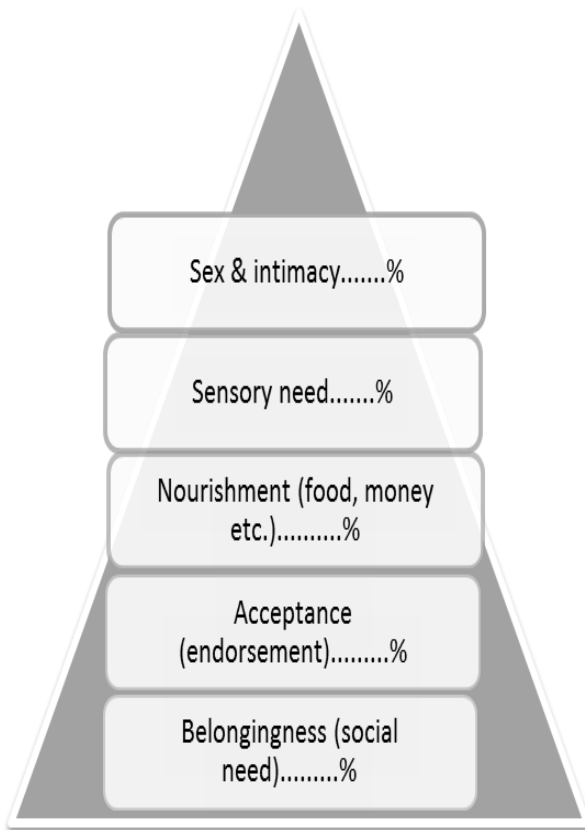 Sex & intimacy.......%
Sensory need.......%
Nourishment (food, money
etc.)..........%
Acceptance
(endorsement).........%
Belongingness (social
need).........%